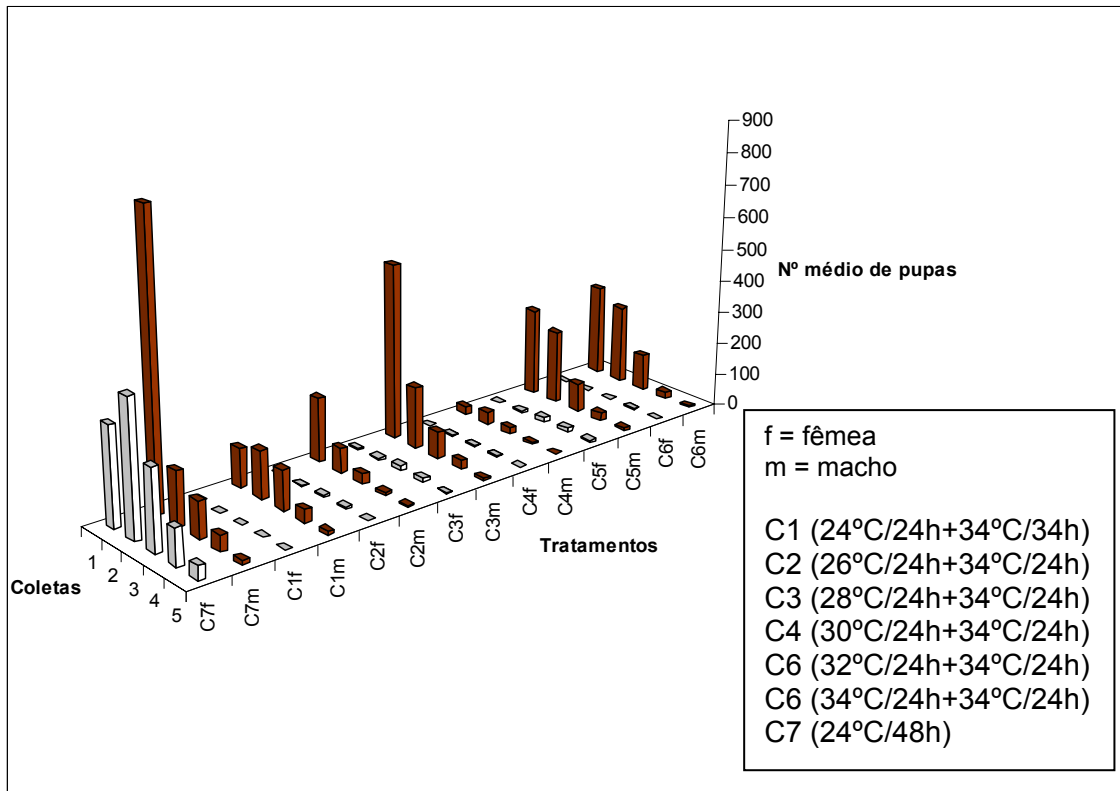 900
800
700
600
500
400
300
200
100
0
Nº médio de pupas
Coletas
1
2
3
4
5
C7f
C7m
C1f
C1m
C2f
C2m
C3f
C3m
C4f
C4m
C5f
C5m
C6f
C6m
Tratamentos
f = fêmea
m = macho
C1 (24ºC/24h+34ºC/34h)
C2 (26ºC/24h+34ºC/24h)
C3 (28ºC/24h+34ºC/24h)
C4 (30ºC/24h+34ºC/24h)
C6 (32ºC/24h+34ºC/24h)
C6 (34ºC/24h+34ºC/24h)
C7 (24ºC/48h)